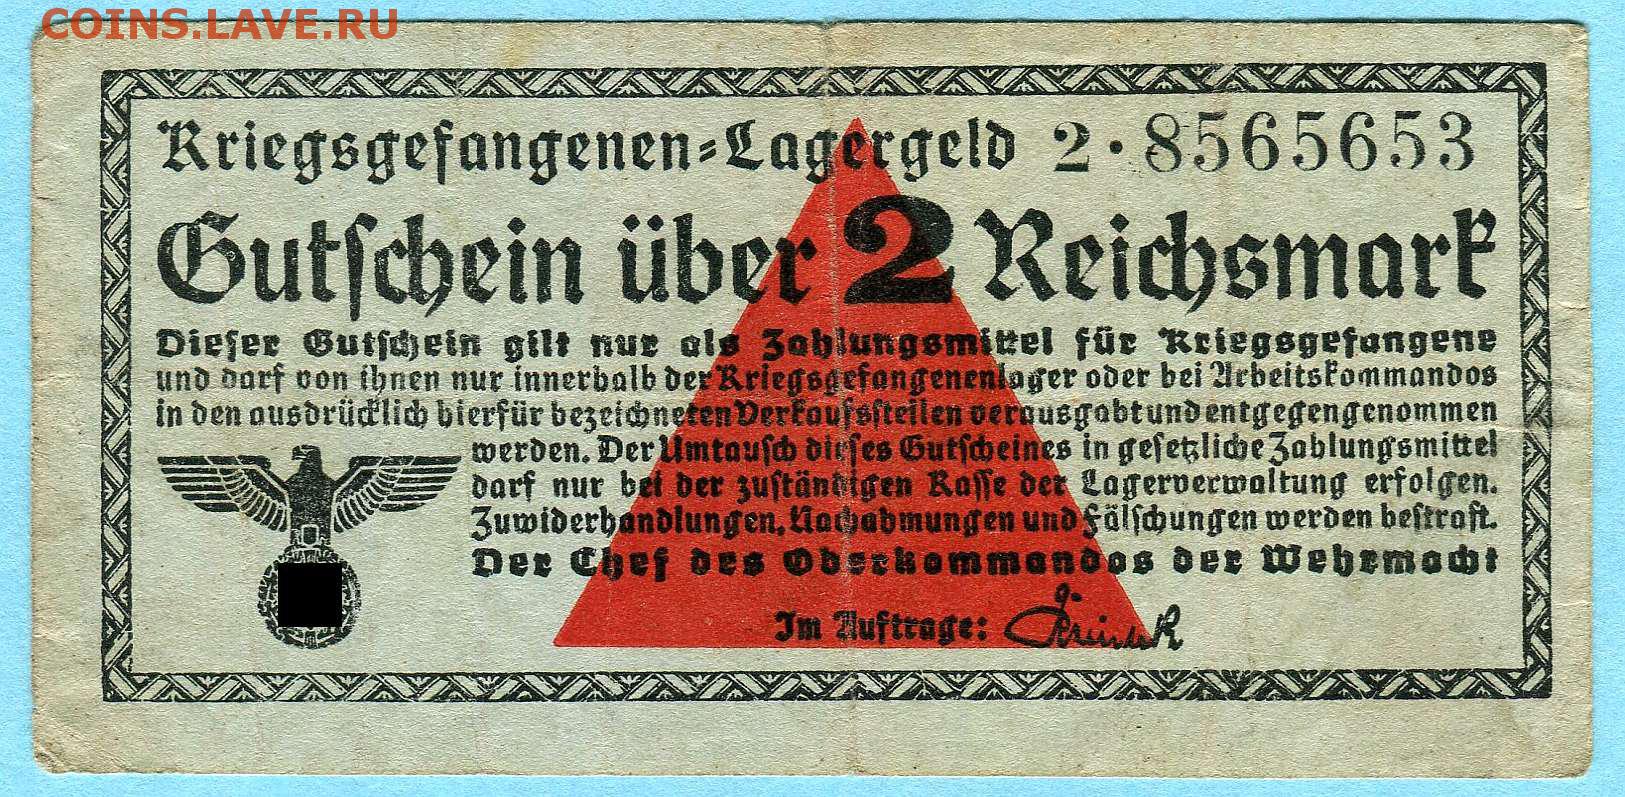 COINS.LAVE.RU
Kriegsgefangenen-Lagergeld 2·8565653
Gutschein über 2 Reichsmark
Dieser Gutschein gilt nur als Zahlungsmittel für Kriegsgefangene
und darf von ihnen nur innerhalb der Kriegsgefangenenlager oder bei Arbeitskommandos
in den ausdrücklich hierfür bezeichneten Verkaufsstellen verausgabt und entgegengenommen
werden. Der Umtausch dieses Gutscheines in gesetzliche Zahlungsmittel
darf nur bei der zuständigen Kasse der Lagerverwaltung erfolgen.
Zuwiderhandlungen, Nachahmungen und Fälschungen werden bestraft.
Der Chef des Oberkommandos der Wehrmacht
Im Auftrage: